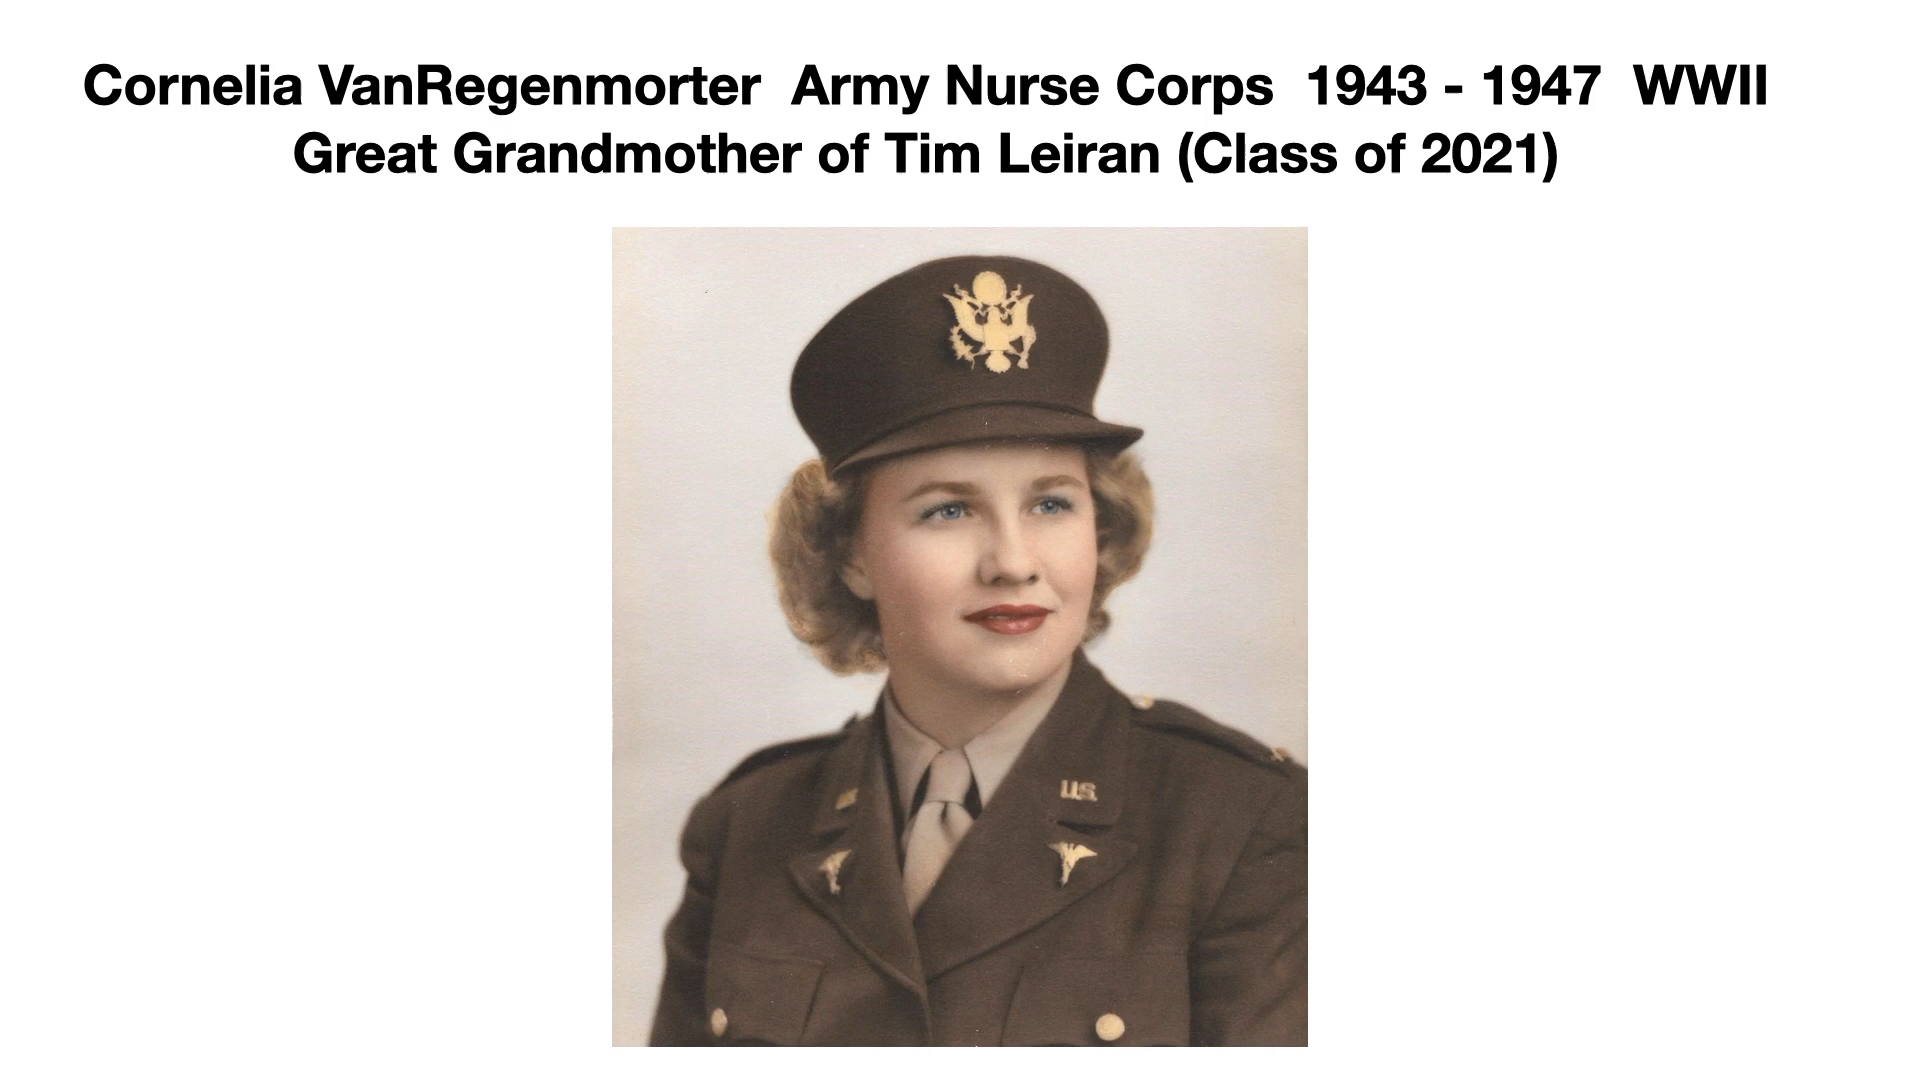 Cornelia VanRegenmorter Army Nurse Corps 1943 - 1947 WWII
Great Grandmother of Tim Leiran (Class of 2021)
U.S.